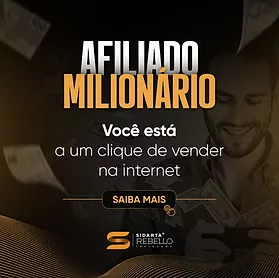 AFILIADO
MILIONÁRIO
Você está
a um clique de vender
na internet
SAIBA MAIS
SIDARTA
REBELLO